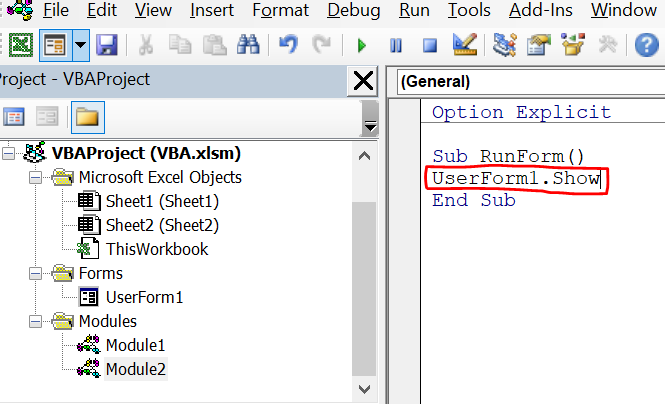 File Edit View Insert Format Debug Run Tools Add-Ins Window
Project - VBAProject
VBAProject (VBA.xlsm)
Microsoft Excel Objects
Sheet1 (Sheet1)
Sheet2 (Sheet2)
ThisWorkbook
Forms
UserForm1
Modules
Module1
Module2
(General)
Option Explicit
Sub RunForm()
UserForm1.Show
End Sub